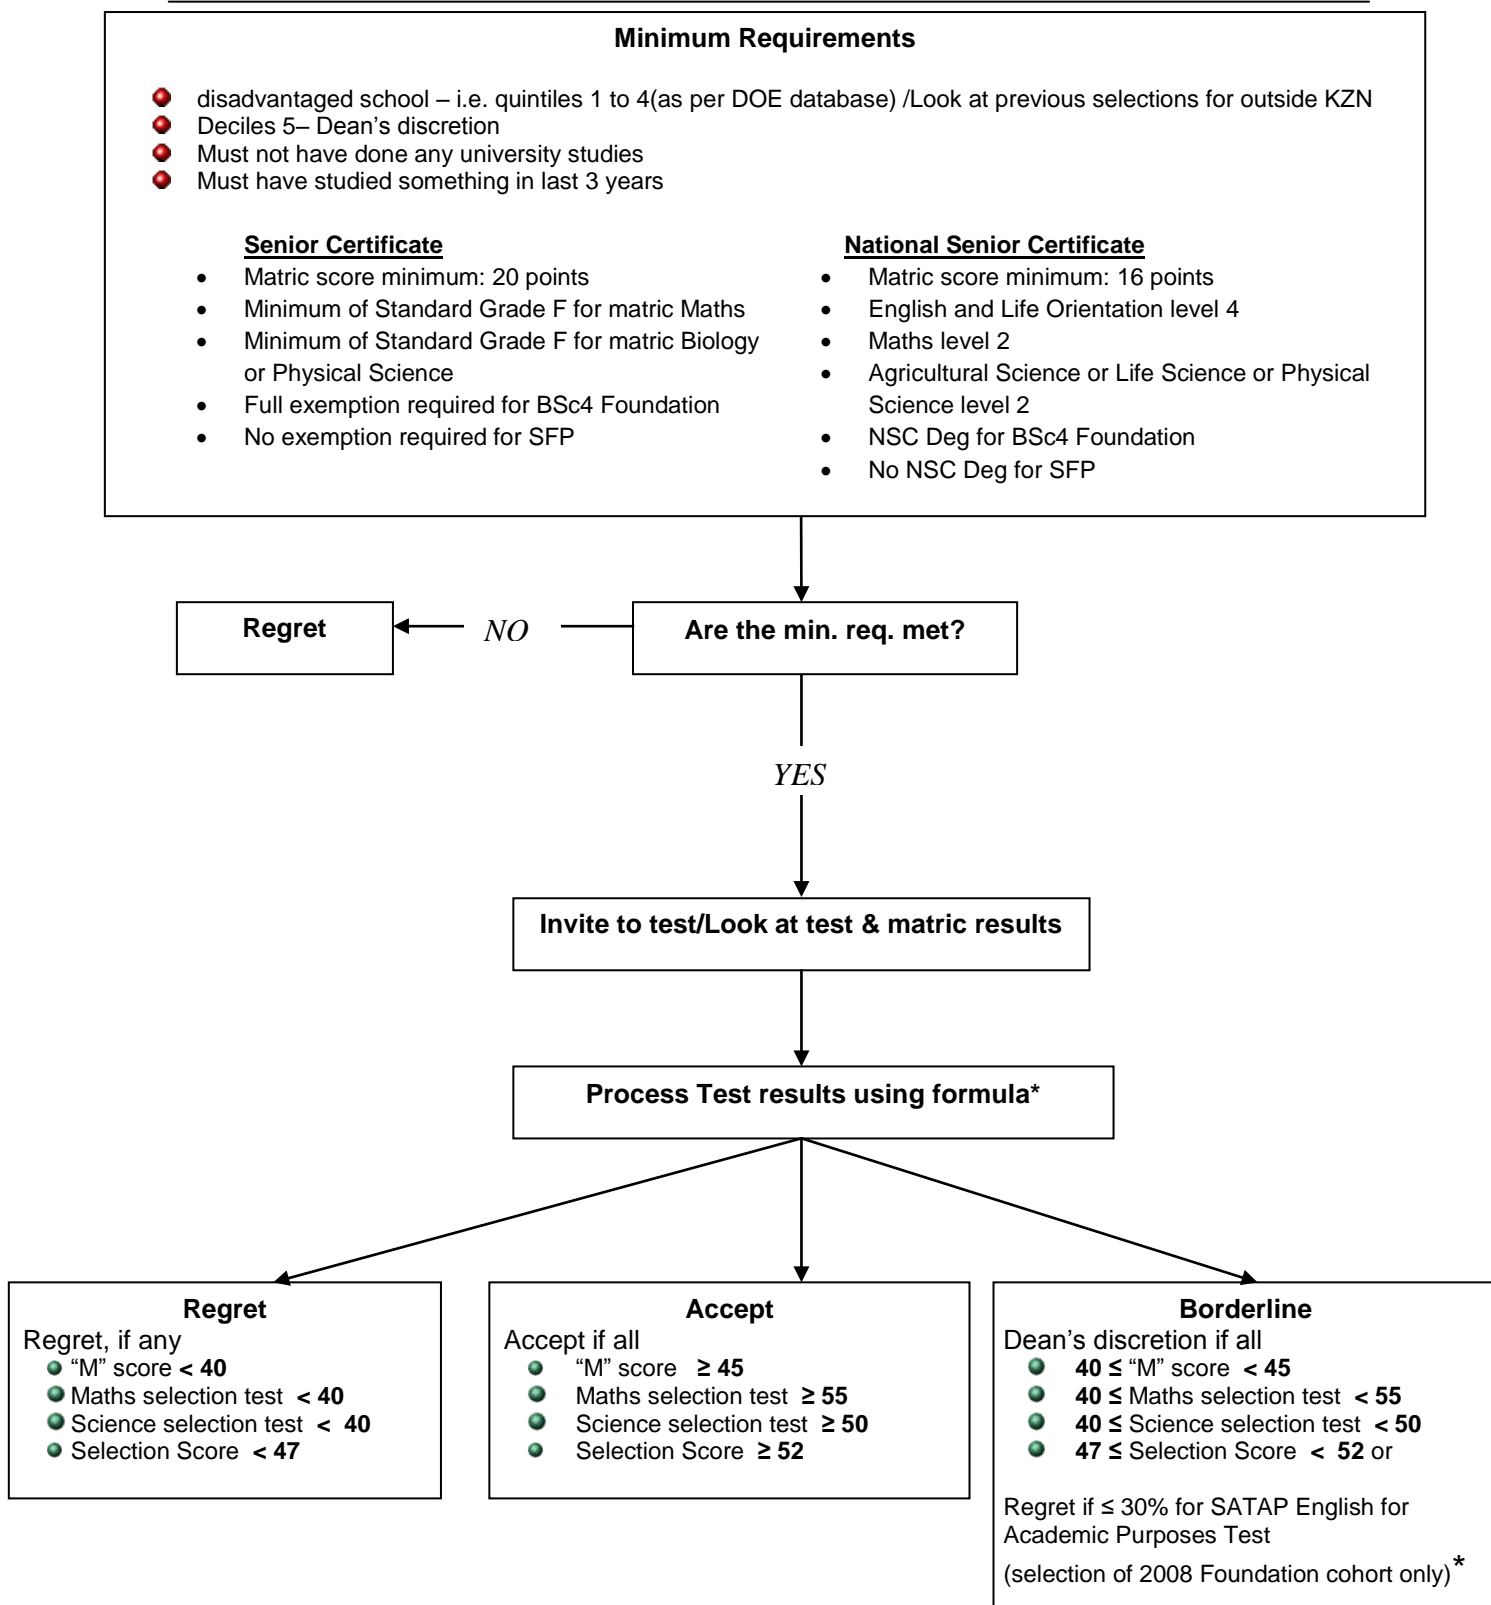 Minimum Requirements
disadvantaged school – i.e. quintiles 1 to 4(as per DOE database) /Look at previous selections for outside KZN
Deciles 5– Dean's discretion
Must not have done any university studies
Must have studied something in last 3 years
Senior Certificate
• Matric score minimum: 20 points
• Minimum of Standard Grade F for matric Maths
• Minimum of Standard Grade F for matric Biology
or Physical Science
• Full exemption required for BSc4 Foundation
• No exemption required for SFP
National Senior Certificate
• Matric score minimum: 16 points
• English and Life Orientation level 4
• Maths level 2
• Agricultural Science or Life Science or Physical
Science level 2
• NSC Deg for BSc4 Foundation
• No NSC Deg for SFP
Regret
NO
Are the min. req. met?
YES
Invite to test/Look at test & matric results
Process Test results using formula*
Regret
Regret, if any
"M" score < 40
Maths selection test < 40
Science selection test < 40
Selection Score < 47
Accept
Accept if all
"M" score ≥ 45
Maths selection test ≥ 55
Science selection test ≥ 50
Selection Score ≥ 52
Borderline
Dean's discretion if all
40 ≤ "M" score < 45
40 ≤ Maths selection test < 55
40 ≤ Science selection test < 50
47 ≤ Selection Score < 52 or
Regret if ≤ 30% for SATAP English for
Academic Purposes Test
(selection of 2008 Foundation cohort only)*